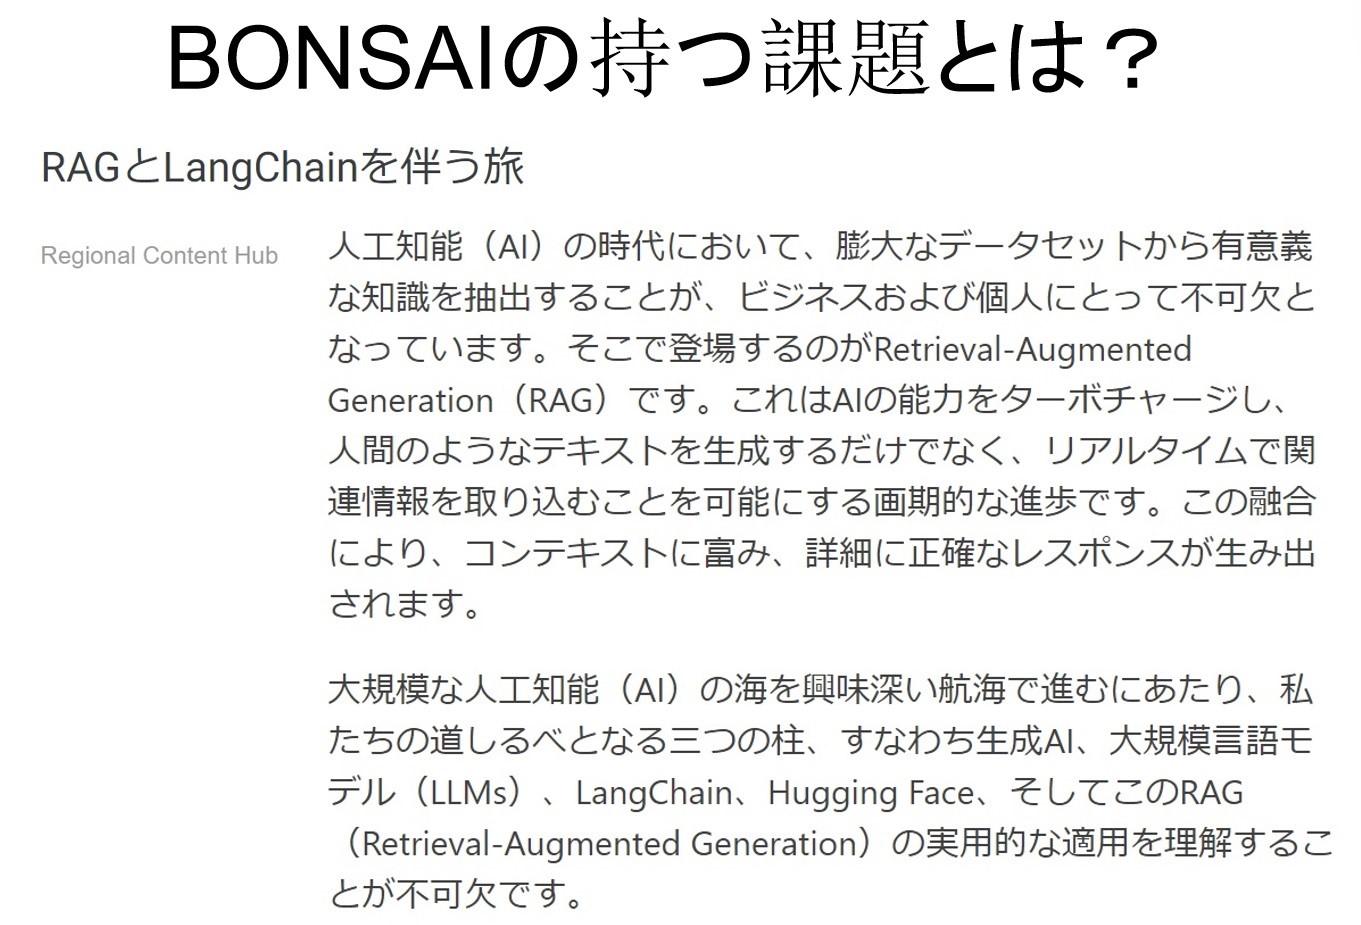 BONSAIの持つ課題とは？
RAGとLangChainを伴う旅
Regional Content Hub
人工知能（AI）の時代において、膨大なデータセットから有意義
な知識を抽出することが、ビジネスおよび個人にとって不可欠と
なっています。そこで登場するのがRetrieval-Augmented
Generation（RAG）です。これはAIの能力をターボチャージし、
人間のようなテキストを生成するだけでなく、リアルタイムで関
連情報を取り込むことを可能にする画期的な進歩です。この融合
により、コンテキストに富み、詳細に正確なレスポンスが生み出
されます。
大規模な人工知能（AI）の海を興味深い航海で進むにあたり、私
たちの道しるべとなる三つの柱、すなわち生成AI、大規模言語モ
デル（LLMs）、LangChain、Hugging Face、そしてこのRAG
（Retrieval-Augmented Generation）の実用的な適用を理解するこ
とが不可欠です。